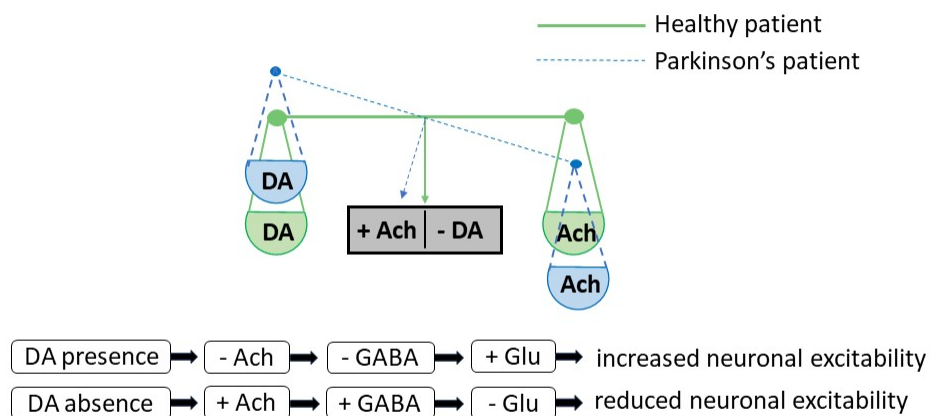 Healthy patient
Parkinson's patient
DA
DA
+ Ach - DA
Ach
Ach
DA presence - Ach - GABA + Glu increased neuronal excitability
DA absence + Ach + GABA - Glu reduced neuronal excitability